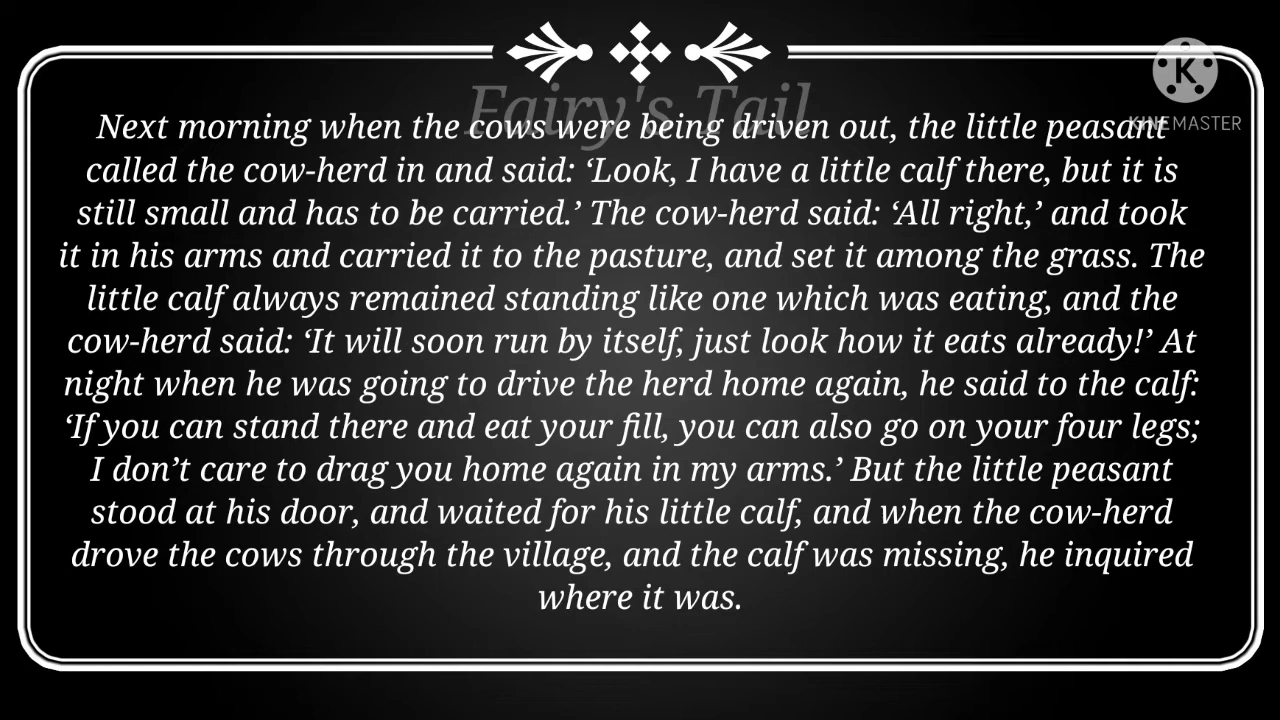 Fairy's Tail
Next morning when the cows were being driven out, the little peasant
called the cow-herd in and said: ‘Look, I have a little calf there, but it is
still small and has to be carried.’ The cow-herd said: ‘All right,’ and took
it in his arms and carried it to the pasture, and set it among the grass. The
little calf always remained standing like one which was eating, and the
cow-herd said: ‘It will soon run by itself, just look how it eats already!’ At
night when he was going to drive the herd home again, he said to the calf:
‘If you can stand there and eat your fill, you can also go on your four legs;
I don’t care to drag you home again in my arms.’ But the little peasant
stood at his door, and waited for his little calf, and when the cow-herd
drove the cows through the village, and the calf was missing, he inquired
where it was.
K
KINEMASTER